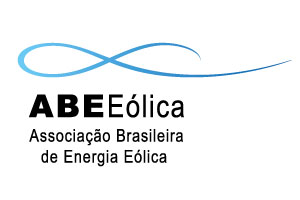 ABEEólica
Associação Brasileira
de Energia Eólica